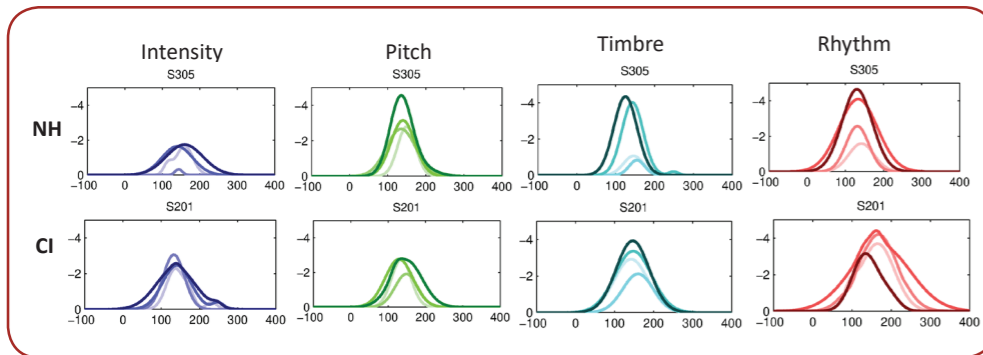 Intensity Pitch Timbre Rhythm
S305 S305 S305 S305
NH
−4 −4 −4 −4
−2 −2 −2 −2
0 0 0 0
−100 0 100 200 300 400 −100 0 100 200 300 400 −100 0 100 200 300 400 −100 0 100 200 300 400
S201 S201 S201 S201
CI
−4 −4 −4 −4
−2 −2 −2 −2
0 0 0 0
−100 0 100 200 300 400 −100 0 100 200 300 400 −100 0 100 200 300 400 −100 0 100 200 300 400